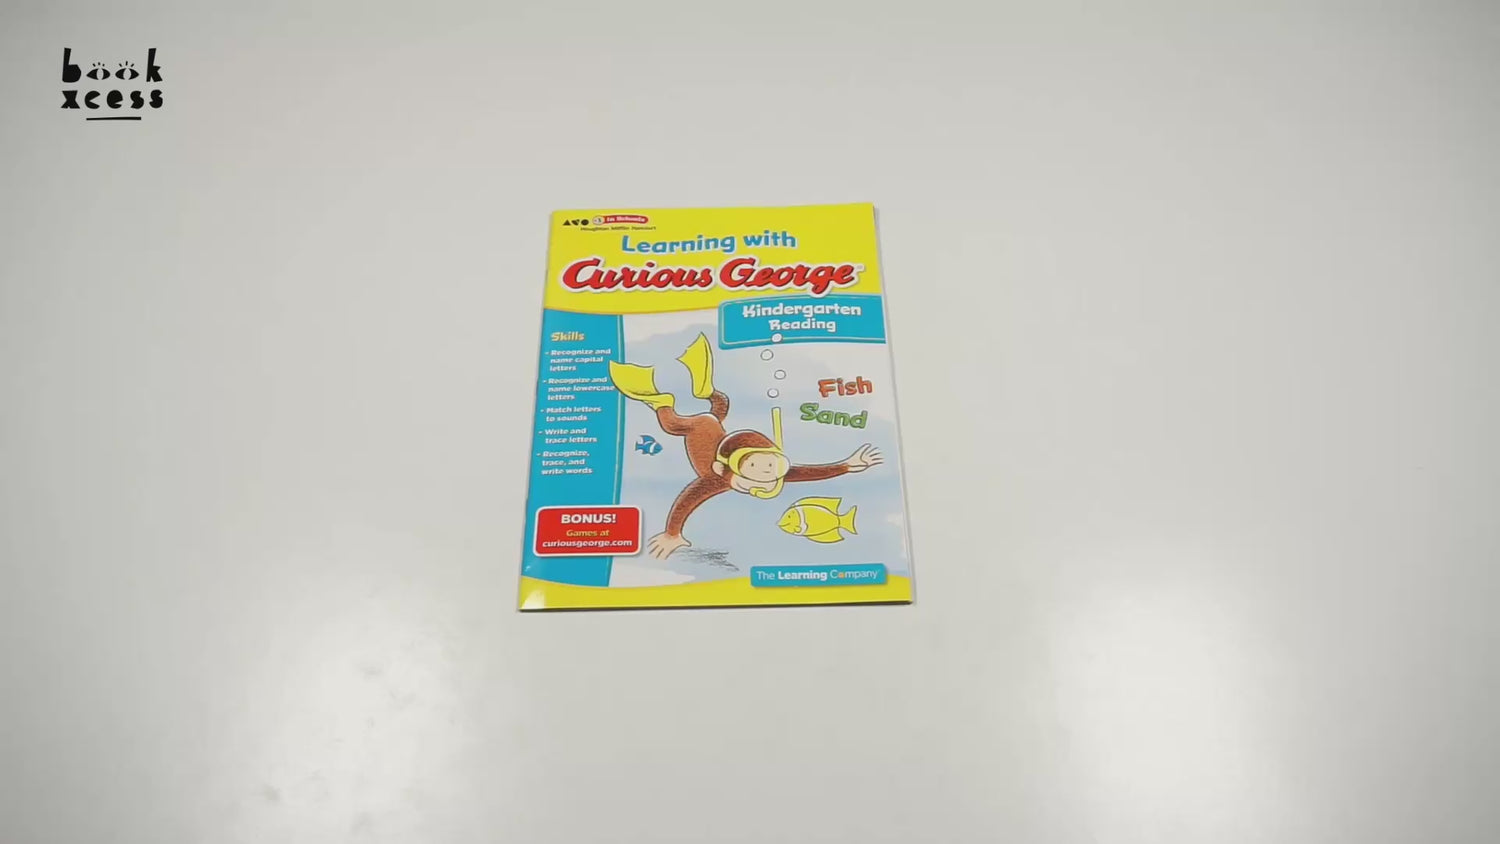 book
xcess
in Schools
Houghton Mifflin Harcourt
Learning with
Curious George
Kindergarten
Reading
Skills
- Recognize and
name capital
letters
- Recognize and
name lowercase
letters
- Match letters
to sounds
- Write and
trace letters
- Recognize,
trace, and
write words
Fish
Sand
BONUS!
Games at
curiousgeorge.com
The Learning Company